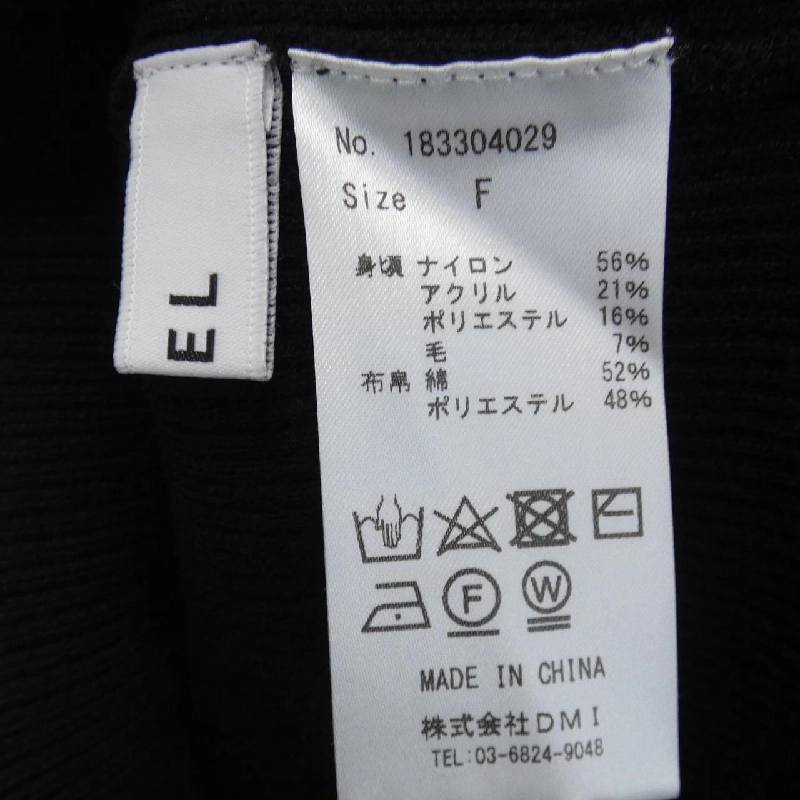 EL
No. 183304029
Size F
身頃 ナイロン 56%
アクリル 21%
ポリエステル 16%
毛 7%
布帛 綿 52%
ポリエステル 48%
F W
MADE IN CHINA
株式会社DMI
TEL:03-6824-9048